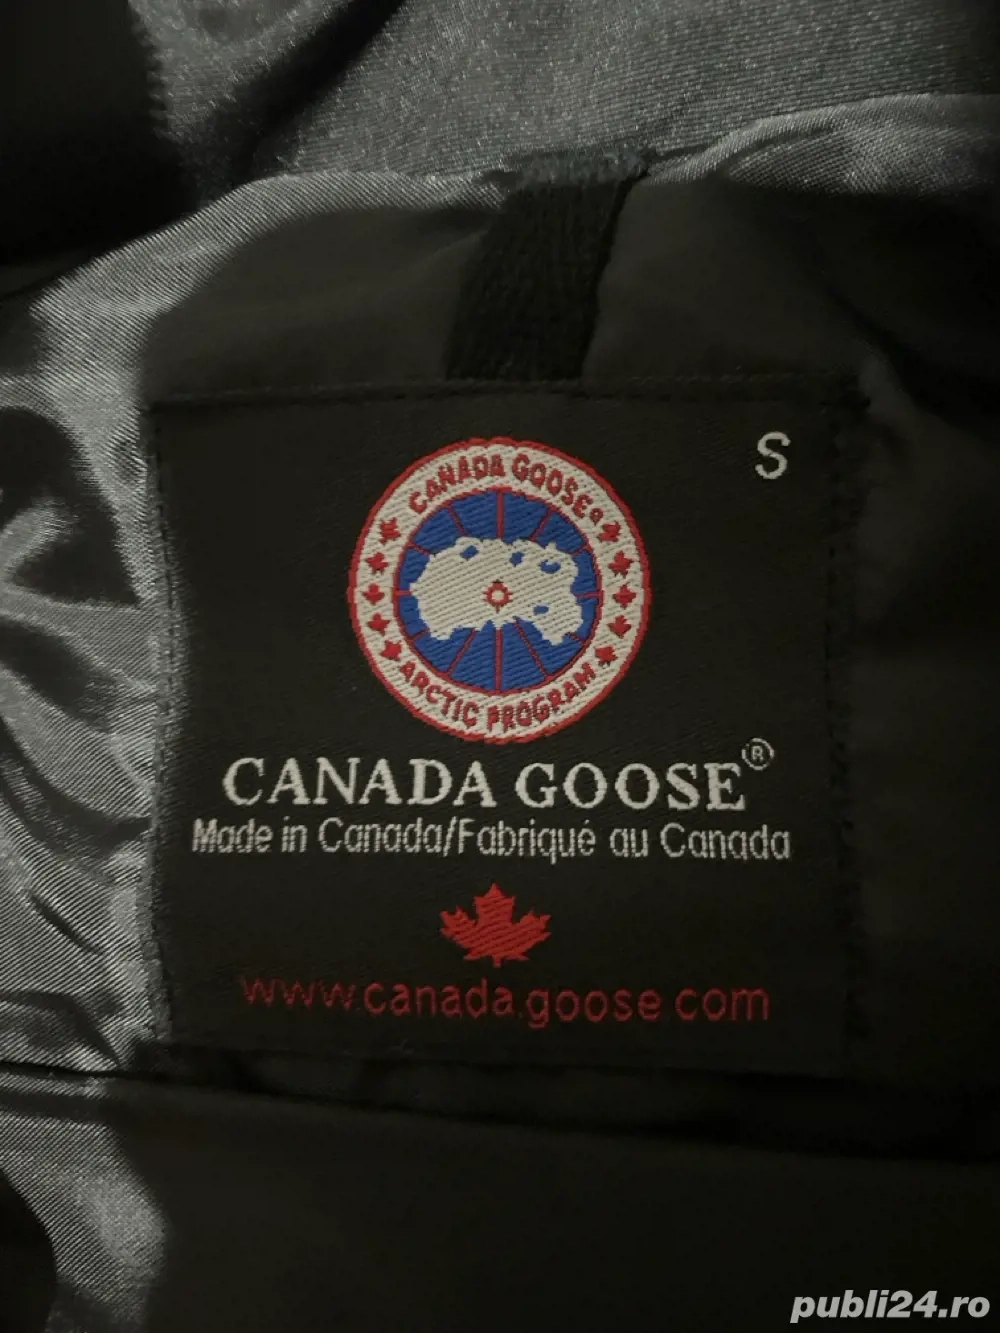 S
CANADA GOOSE®
ARCTIC PROGRAM
CANADA GOOSE®
Made in Canada/Fabriqué au Canada
www.canada.goose.com
publi24.ro